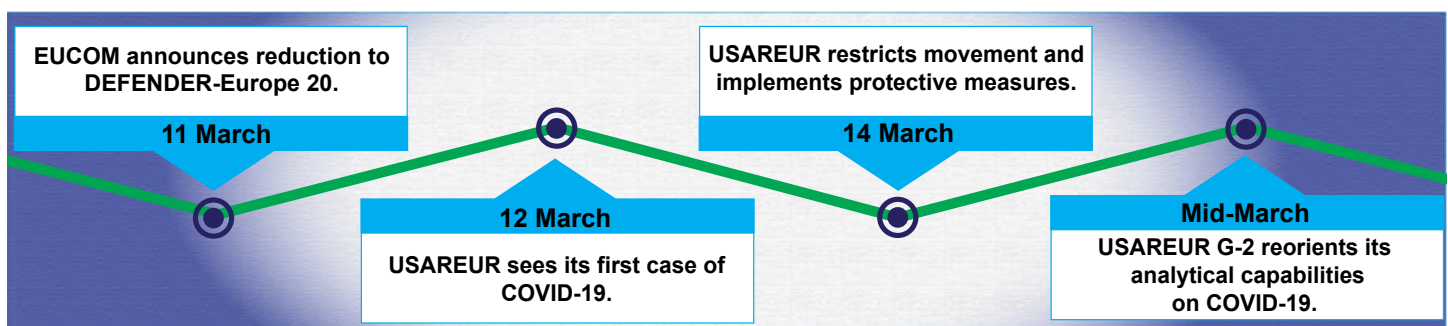 EUCOM announces reduction to
DEFENDER-Europe 20.
11 March
12 March
USAREUR sees its first case of
COVID-19.
USAREUR restricts movement and
implements protective measures.
14 March
Mid-March
USAREUR G-2 reorients its
analytical capabilities
on COVID-19.